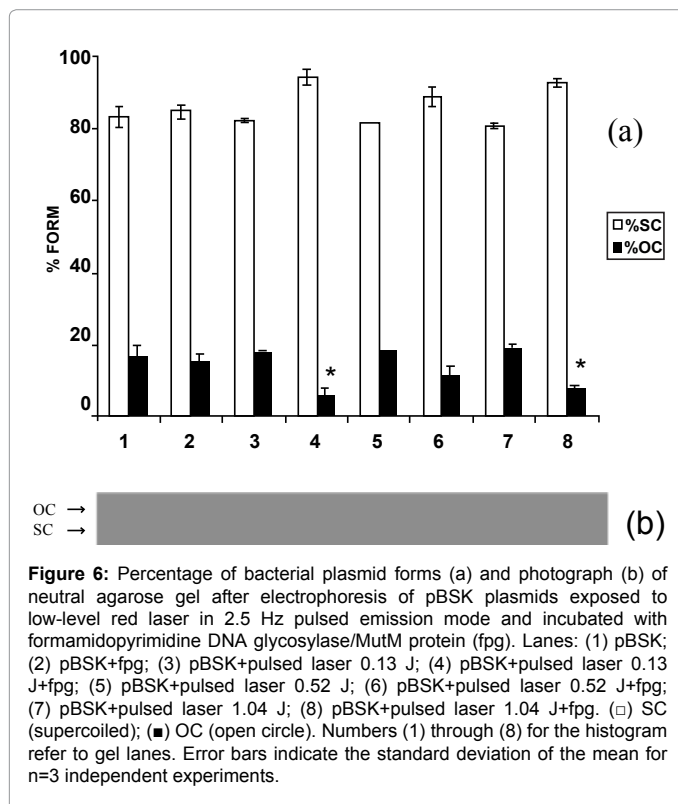 100
80
60
40
20
0
% FORM
(a)
%SC
%OC
*
*
1 2 3 4 5 6 7 8
OC →
SC →
(b)
Figure 6: Percentage of bacterial plasmid forms (a) and photograph (b) of
neutral agarose gel after electrophoresis of pBSK plasmids exposed to
low-level red laser in 2.5 Hz pulsed emission mode and incubated with
formamidopyrimidine DNA glycosylase/MutM protein (fpg). Lanes: (1) pBSK;
(2) pBSK+fpg; (3) pBSK+pulsed laser 0.13 J; (4) pBSK+pulsed laser 0.13
J+fpg; (5) pBSK+pulsed laser 0.52 J; (6) pBSK+pulsed laser 0.52 J+fpg;
(7) pBSK+pulsed laser 1.04 J; (8) pBSK+pulsed laser 1.04 J+fpg. (□) SC
(supercoiled); (■) OC (open circle). Numbers (1) through (8) for the histogram
refer to gel lanes. Error bars indicate the standard deviation of the mean for
n=3 independent experiments.